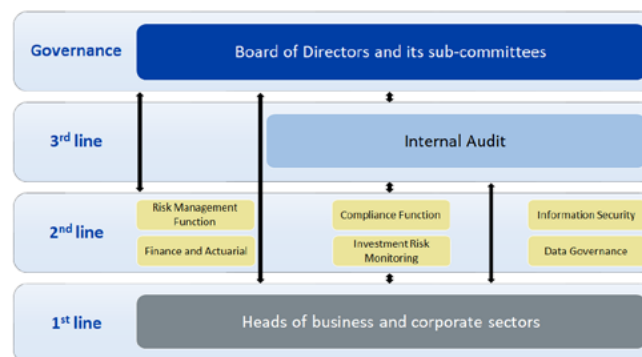 Governance
Board of Directors and its sub-committees
3rd line
Internal Audit
2nd line
Risk Management
Function
Compliance Function
Information Security
Finance and Actuarial
Investment Risk
Monitoring
Data Governance
1st line
Heads of business and corporate sectors